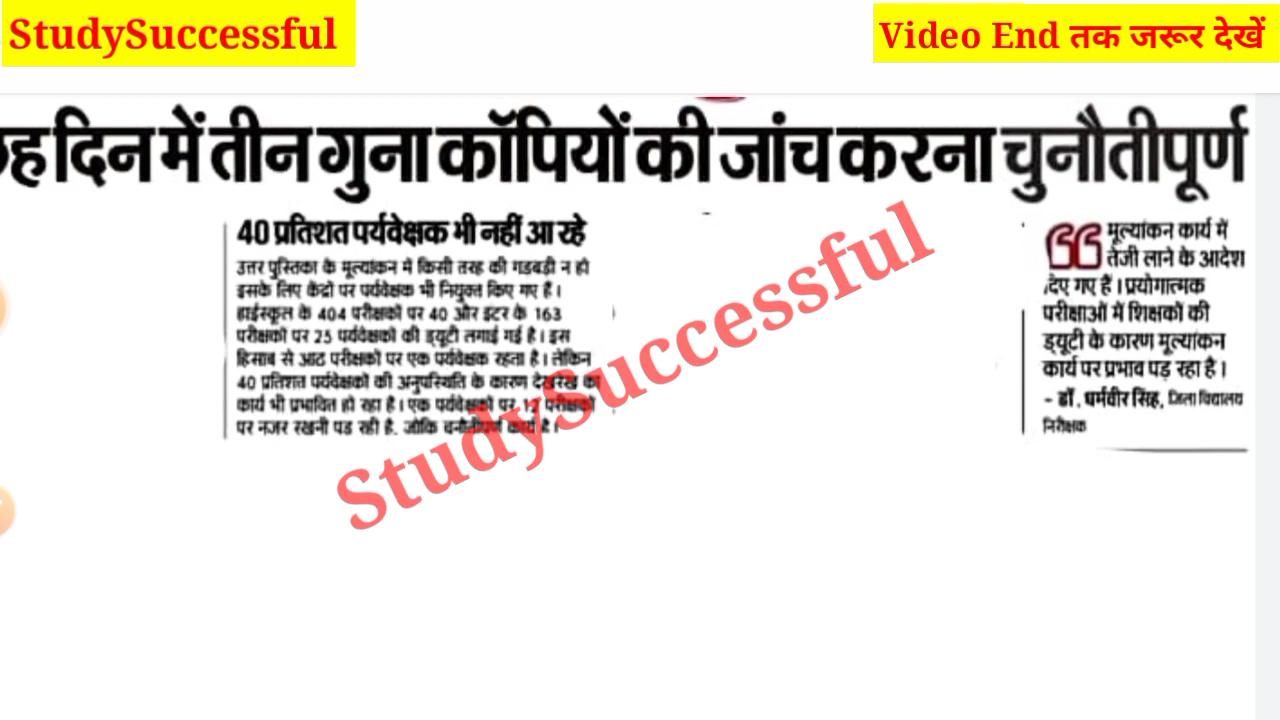 StudySuccessful
Video End तक जरूर देखें
दिन में तीन गुना कॉपियों की जांच करना चुनौतीपूर्ण
40 प्रतिशत पर्यवेक्षक भी नहीं आ रहे
उत्तर पुस्तिका के मूल्यांकन में किसी तरह की गडबडी न हो
इसके लिए केंद्रों पर पर्यवेक्षक भी नियुक्त किए गए हैं।
हाईस्कूल के 404 परीक्षकों पर 40 और इंटर के 163
परीक्षकों पर 25 पर्यवेक्षकों की ड्यूटी लगाई गई है। इस
हिसाब से आठ परीक्षकों पर एक पर्यवेक्षक रहता है। लेकिन
40 प्रतिशत पर्यवेक्षकों की अनुपस्थिति के कारण देखरेख का
कार्य भी प्रभावित हो रहा है। एक पर्यवेक्षकों पर परीक्षकों
पर नजर रखनी पड रही है, जोकि चुनौतीपूर्ण कार्य है।
मूल्यांकन कार्य में
तेजी लाने के आदेश
दिए गए हैं। प्रयोगात्मक
परीक्षाओं में शिक्षकों की
ड्यूटी के कारण मूल्यांकन
कार्य पर प्रभाव पड़ रहा है।
- डॉ. धर्मवीर सिंह, जिला विद्यालय
निरीक्षक
StudySuccessful